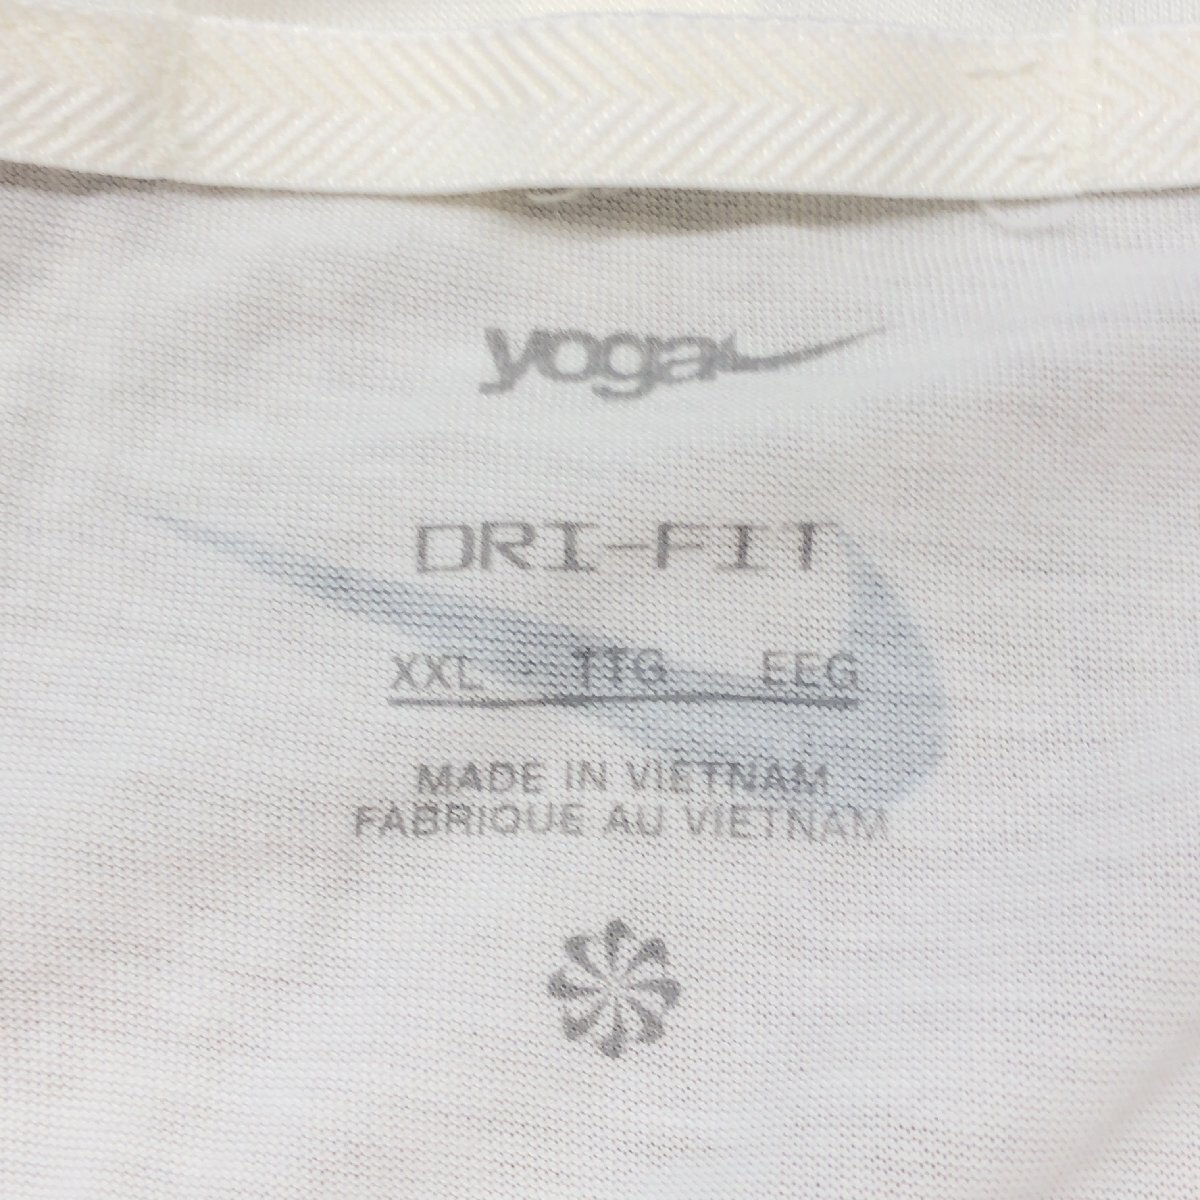 yoga
DRI-FIT
XXL TTG EEG
MADE IN VIETNAM
FABRIQUE AU VIETNAM